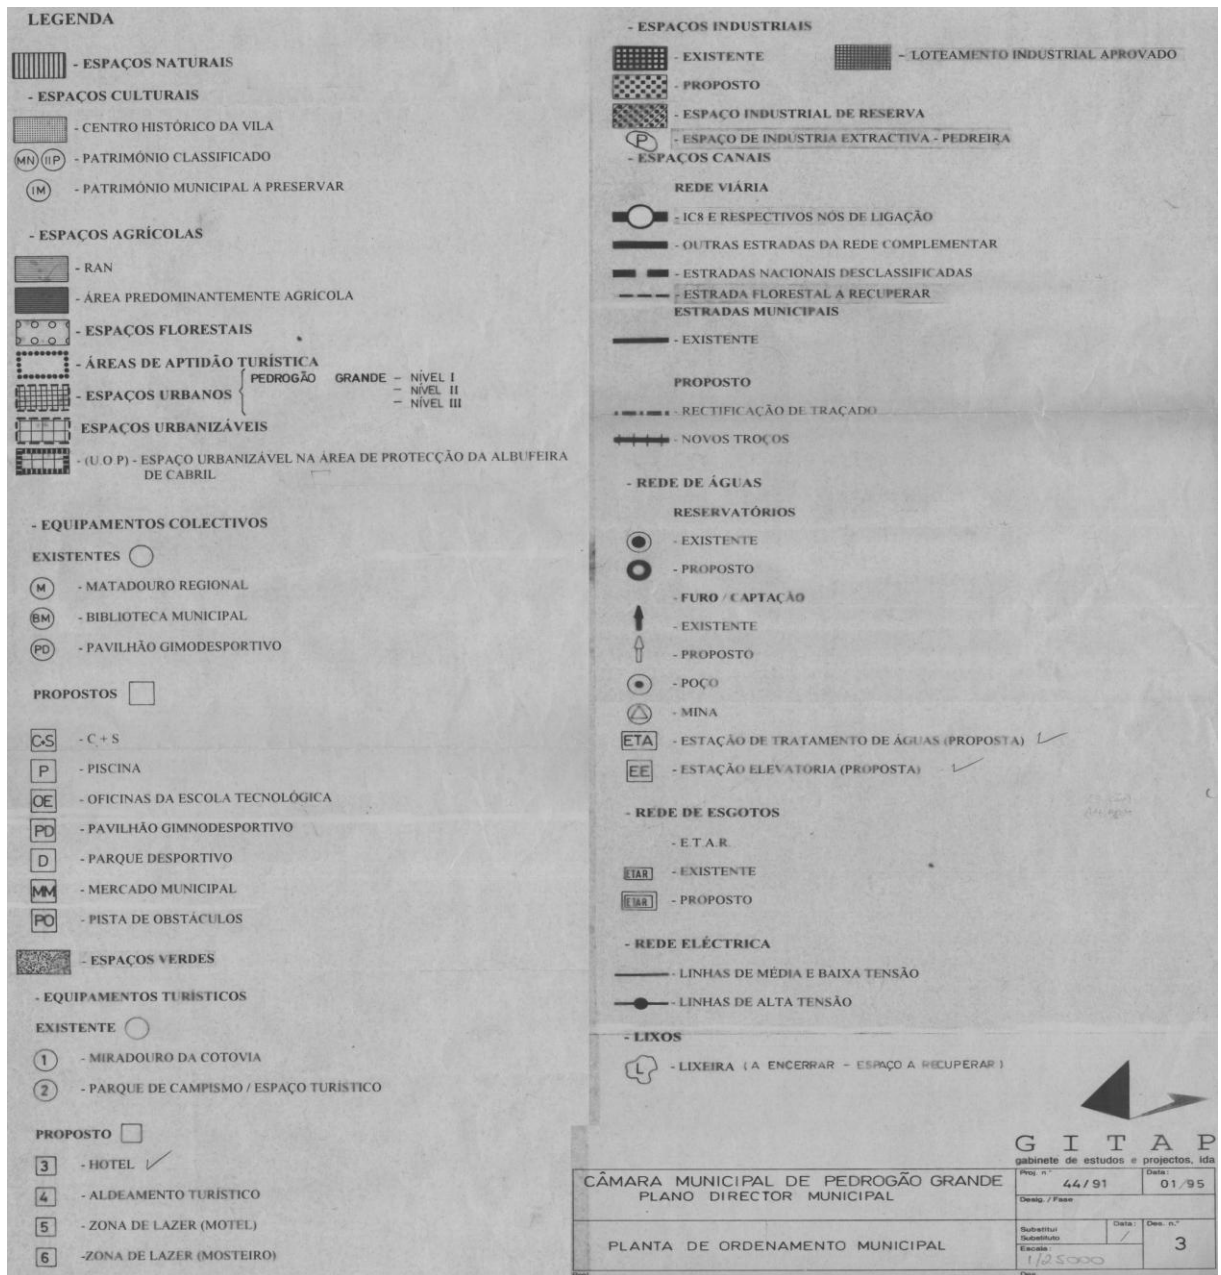 LEGENDA
- ESPAÇOS NATURAIS
- ESPAÇOS CULTURAIS
- CENTRO HISTÓRICO DA VILA
MN IIP - PATRIMÓNIO CLASSIFICADO
IM - PATRIMÓNIO MUNICIPAL A PRESERVAR
- ESPAÇOS AGRÍCOLAS
- RAN
- ÁREA PREDOMINANTEMENTE AGRÍCOLA
- ESPAÇOS FLORESTAIS
- ÁREAS DE APTIDÃO TURÍSTICA
- ESPAÇOS URBANOS { PEDROGÃO GRANDE - NÍVEL I
- NÍVEL II
- NÍVEL III
ESPAÇOS URBANIZÁVEIS
- (U.O P) - ESPAÇO URBANIZÁVEL NA ÁREA DE PROTECÇÃO DA ALBUFEIRA
DE CABRIL
- EQUIPAMENTOS COLECTIVOS
EXISTENTES
M - MATADOURO REGIONAL
BM - BIBLIOTECA MUNICIPAL
PD - PAVILHÃO GIMODESPORTIVO
PROPOSTOS
C+S - C + S
P - PISCINA
OE - OFICINAS DA ESCOLA TECNOLÓGICA
PD - PAVILHÃO GIMNODESPORTIVO
D - PARQUE DESPORTIVO
MM - MERCADO MUNICIPAL
PO - PISTA DE OBSTÁCULOS
- ESPAÇOS VERDES
- EQUIPAMENTOS TURÍSTICOS
EXISTENTE
1 - MIRADOURO DA COTOVIA
2 - PARQUE DE CAMPISMO / ESPAÇO TURÍSTICO
PROPOSTO
3 - HOTEL
4 - ALDEAMENTO TURÍSTICO
5 - ZONA DE LAZER (MOTEL)
6 -ZONA DE LAZER (MOSTEIRO)
- ESPAÇOS INDUSTRIAIS
- EXISTENTE
- LOTEAMENTO INDUSTRIAL APROVADO
- PROPOSTO
- ESPAÇO INDUSTRIAL DE RESERVA
P - ESPAÇO DE INDUSTRIA EXTRACTIVA - PEDREIRA
- ESPAÇOS CANAIS
REDE VIÁRIA
- IC8 E RESPECTIVOS NÓS DE LIGAÇÃO
- OUTRAS ESTRADAS DA REDE COMPLEMENTAR
- ESTRADAS NACIONAIS DESCLASSIFICADAS
- ESTRADA FLORESTAL A RECUPERAR
ESTRADAS MUNICIPAIS
- EXISTENTE
PROPOSTO
- RECTIFICAÇÃO DE TRAÇADO
- NOVOS TROÇOS
- REDE DE ÁGUAS
RESERVATÓRIOS
- EXISTENTE
- PROPOSTO
- FURO / CAPTAÇÃO
- EXISTENTE
- PROPOSTO
- POÇO
- MINA
ETA - ESTAÇÃO DE TRATAMENTO DE ÁGUAS (PROPOSTA)
EE - ESTAÇÃO ELEVATORIA (PROPOSTA)
- REDE DE ESGOTOS
- E.T.A.R.
ETAR - EXISTENTE
ETAR - PROPOSTO
- REDE ELÉCTRICA
- LINHAS DE MÉDIA E BAIXA TENSÃO
- LINHAS DE ALTA TENSÃO
- LIXOS
L - LIXEIRA (A ENCERRAR - ESPAÇO A RECUPERAR)
GITAP
gabinete de estudos e projectos, lda
CÂMARA MUNICIPAL DE PEDROGÃO GRANDE
PLANO DIRECTOR MUNICIPAL
Proj. n.º 44/91
Data: 01/95
Desig. / Fase
PLANTA DE ORDENAMENTO MUNICIPAL
Substitui
Substituto
Data: /
Des. n.º 3
Escala: 1/25000